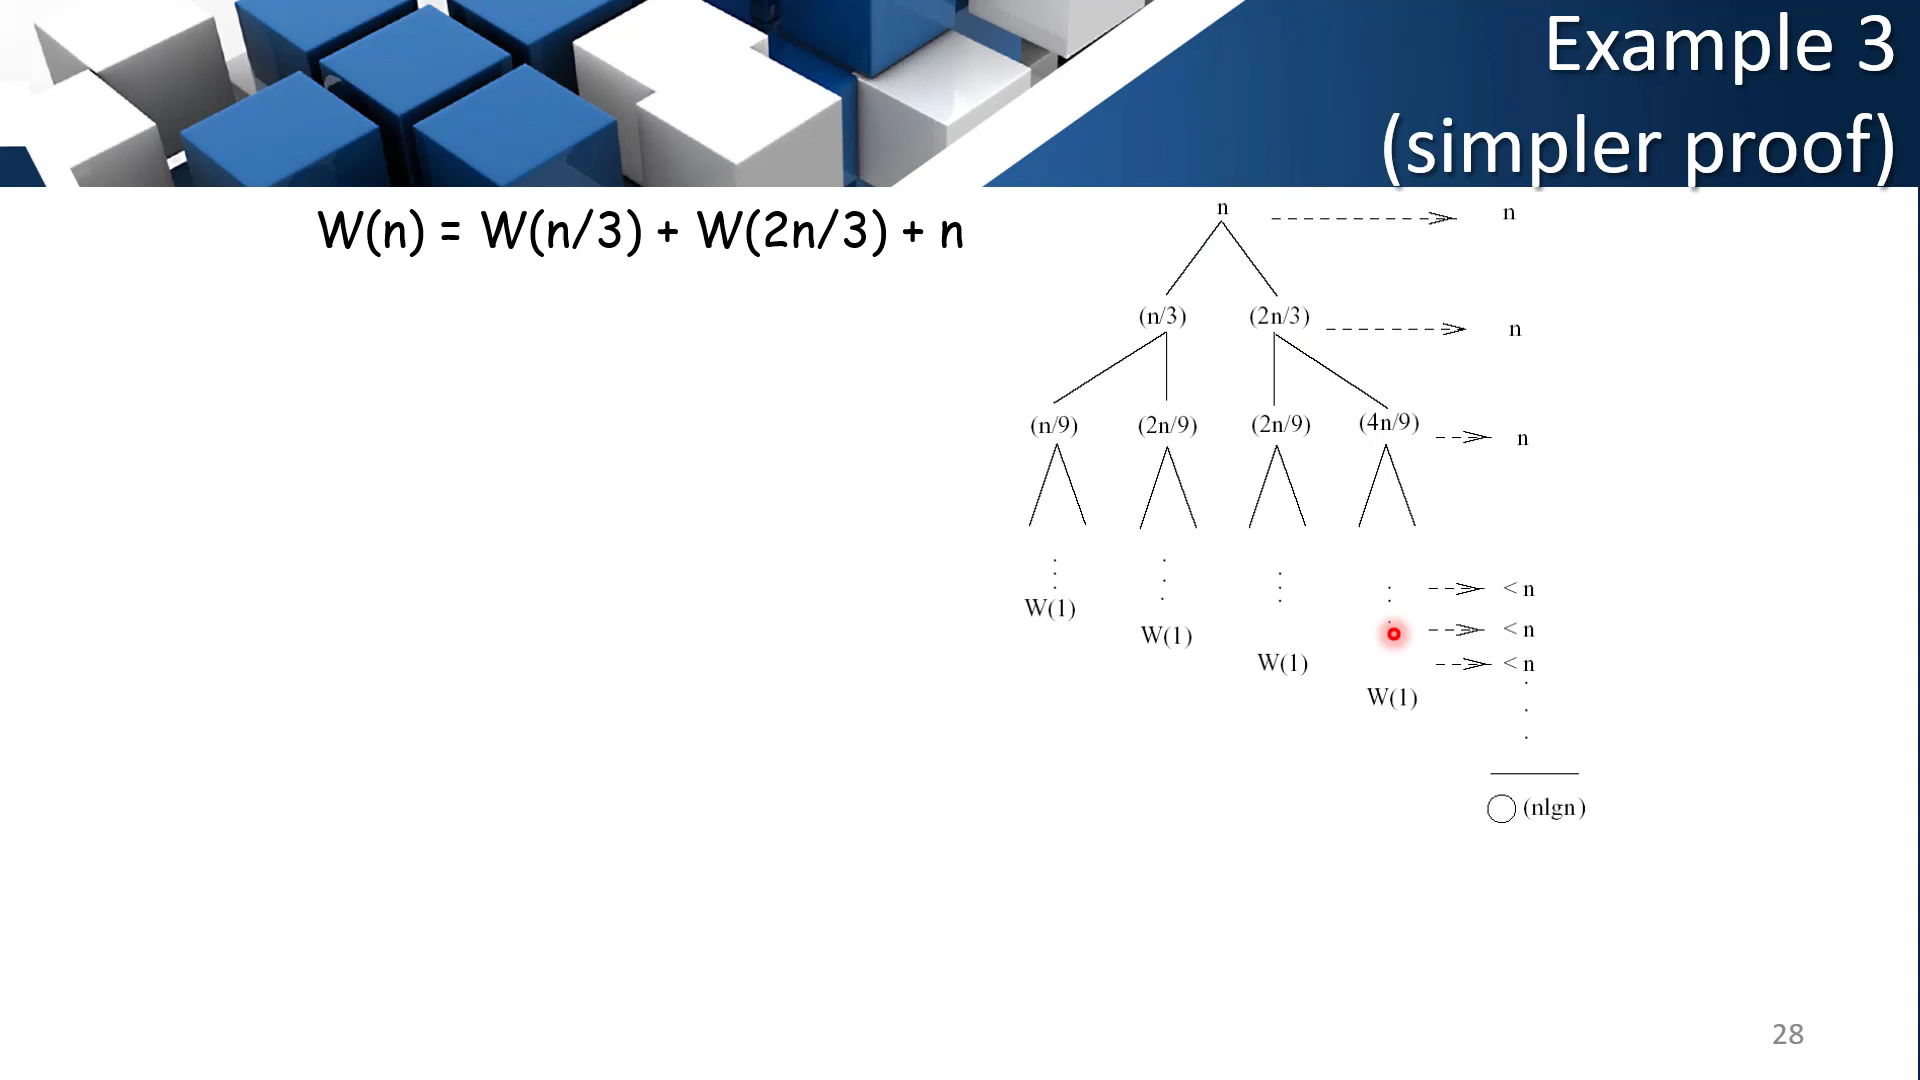 Example 3
(simpler proof)
W(n) = W(n/3) + W(2n/3) + n
n n
(n/3) (2n/3) n
(n/9) (2n/9) (2n/9) (4n/9) n
< n
W(1)
< n
W(1)
W(1) < n
W(1)
(nlgn)
28